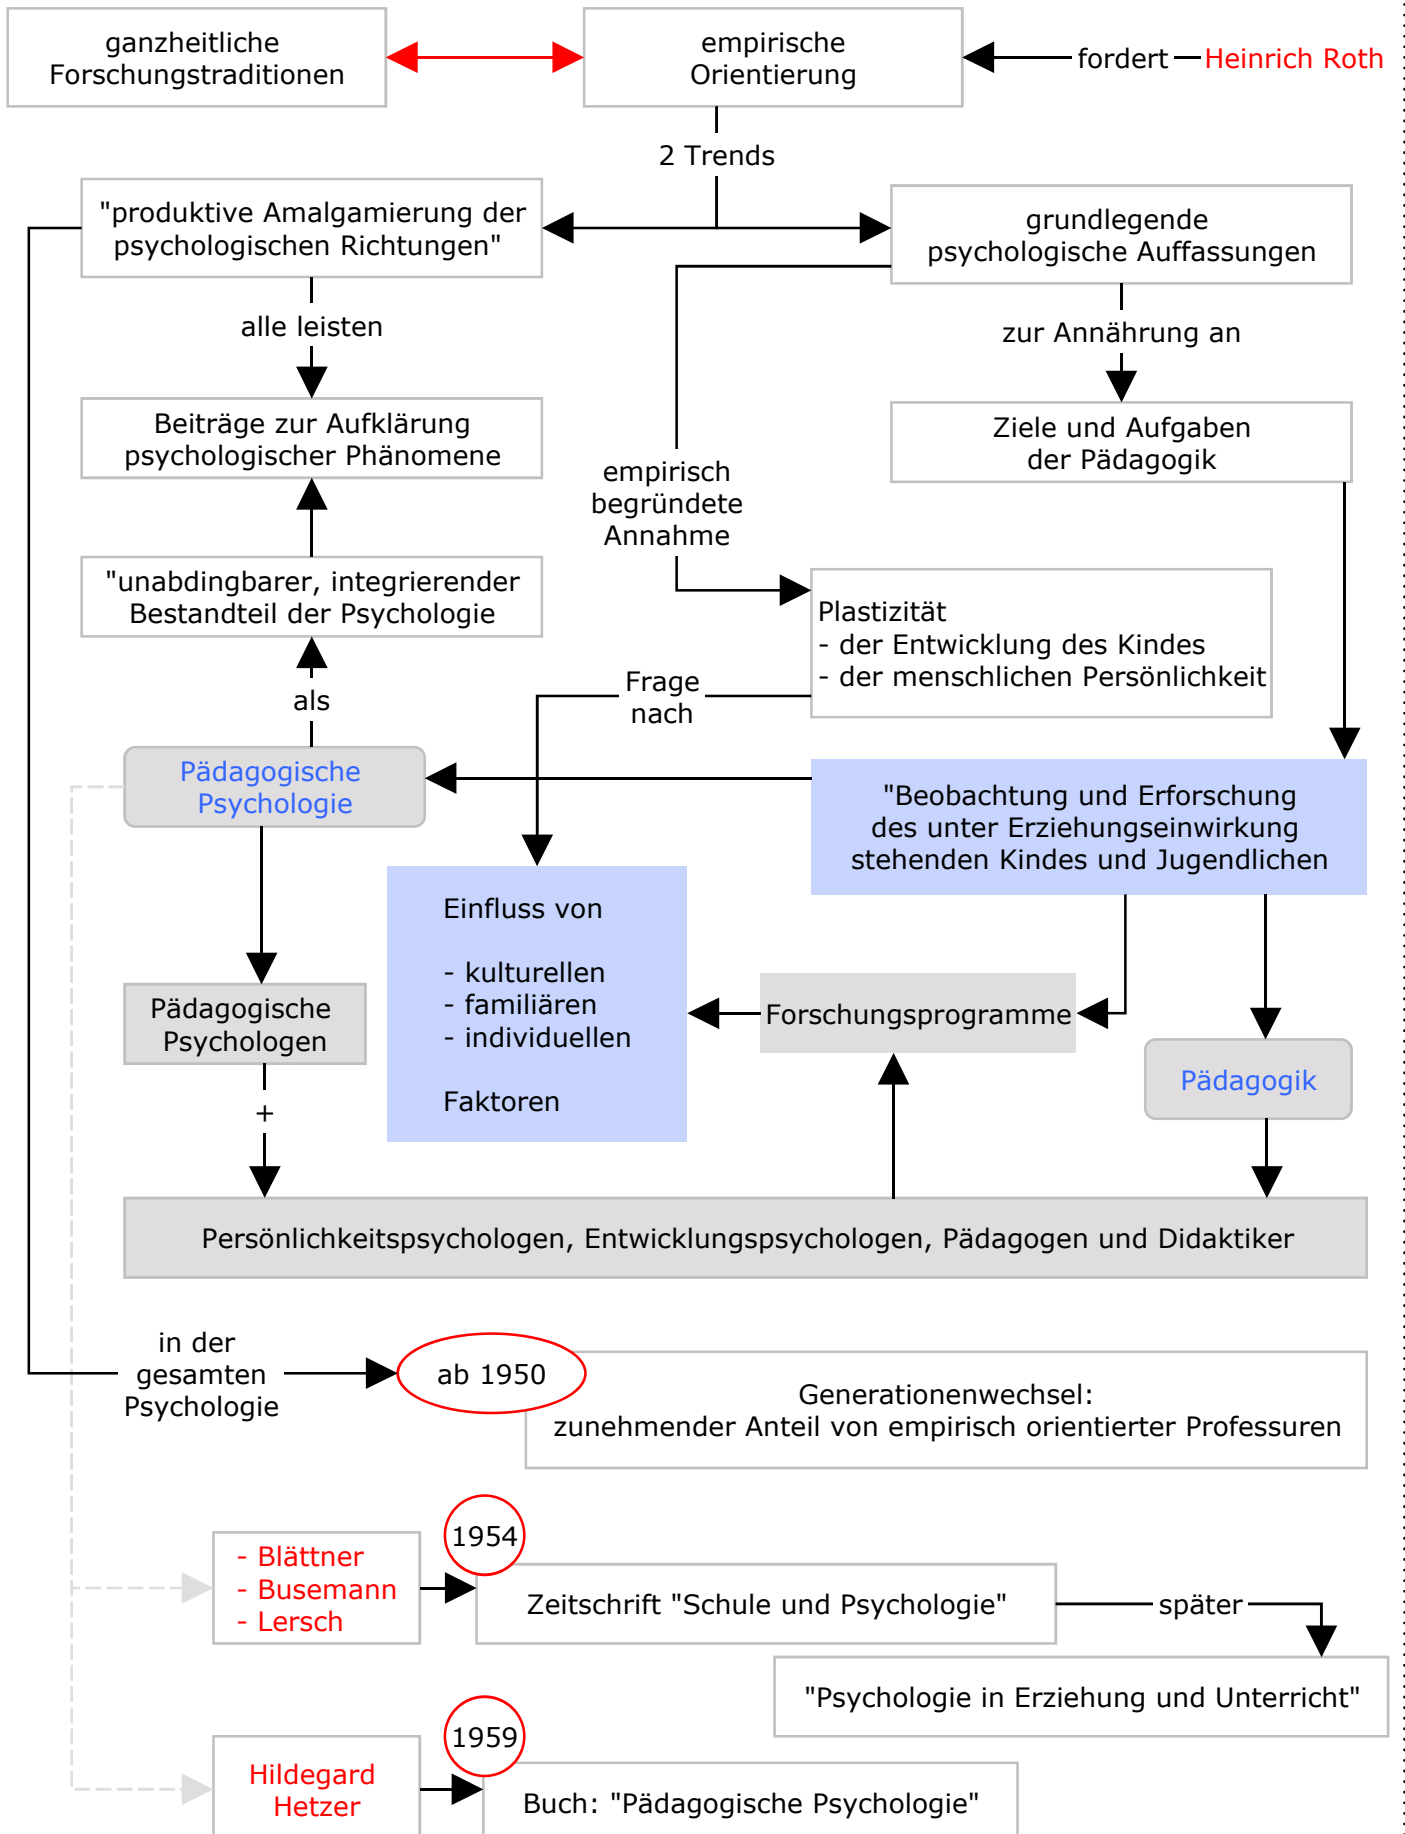 ganzheitliche
Forschungstraditionen
empirische
Orientierung
fordert
Heinrich Roth
2 Trends
"produktive Amalgamierung der
psychologischen Richtungen"
grundlegende
psychologische Auffassungen
alle leisten
zur Annährung an
Beiträge zur Aufklärung
psychologischer Phänomene
Ziele und Aufgaben
der Pädagogik
empirisch
begründete
Annahme
"unabdingbarer, integrierender
Bestandteil der Psychologie
Plastizität
- der Entwicklung des Kindes
- der menschlichen Persönlichkeit
Frage
nach
als
Pädagogische
Psychologie
"Beobachtung und Erforschung
des unter Erziehungseinwirkung
stehenden Kindes und Jugendlichen
Einfluss von
- kulturellen
- familiären
- individuellen
Faktoren
Pädagogische
Psychologen
Forschungsprogramme
Pädagogik
+
Persönlichkeitspsychologen, Entwicklungspsychologen, Pädagogen und Didaktiker
in der
gesamten
Psychologie
ab 1950
Generationenwechsel:
zunehmender Anteil von empirisch orientierter Professuren
1954
- Blättner
- Busemann
- Lersch
Zeitschrift "Schule und Psychologie"
später
"Psychologie in Erziehung und Unterricht"
1959
Hildegard
Hetzer
Buch: "Pädagogische Psychologie"